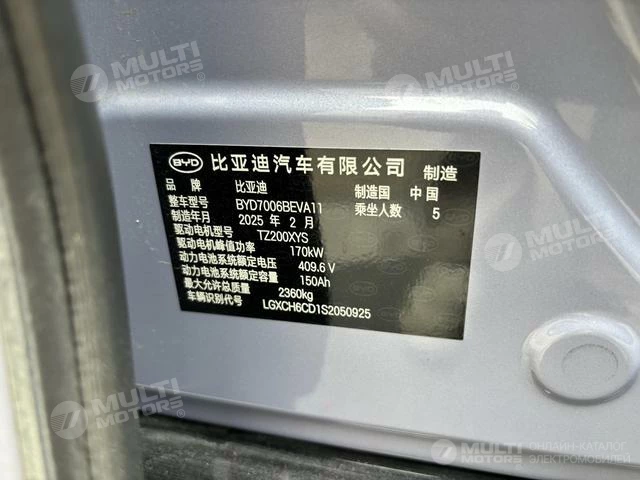 MULTI MOTORS®
MULTI MOTORS®
BYD 比亚迪汽车有限公司 制造
品牌 比亚迪 制造国 中国
整车型号 BYD7006BEVA11 乘坐人数 5
制造年月 2025 年 2 月
驱动电机型号 TZ200XYS
驱动电机峰值功率 170kW
动力电池系统额定电压 409.6 V
动力电池系统额定容量 150Ah
最大允许总质量 2360kg
车辆识别代号 LGXCH6CD1S2050925
MULTI MOTORS®
MULTI MOTORS
ОНЛАЙН-КАТАЛОГ
ЭЛЕКТРОМОБИЛЕЙ